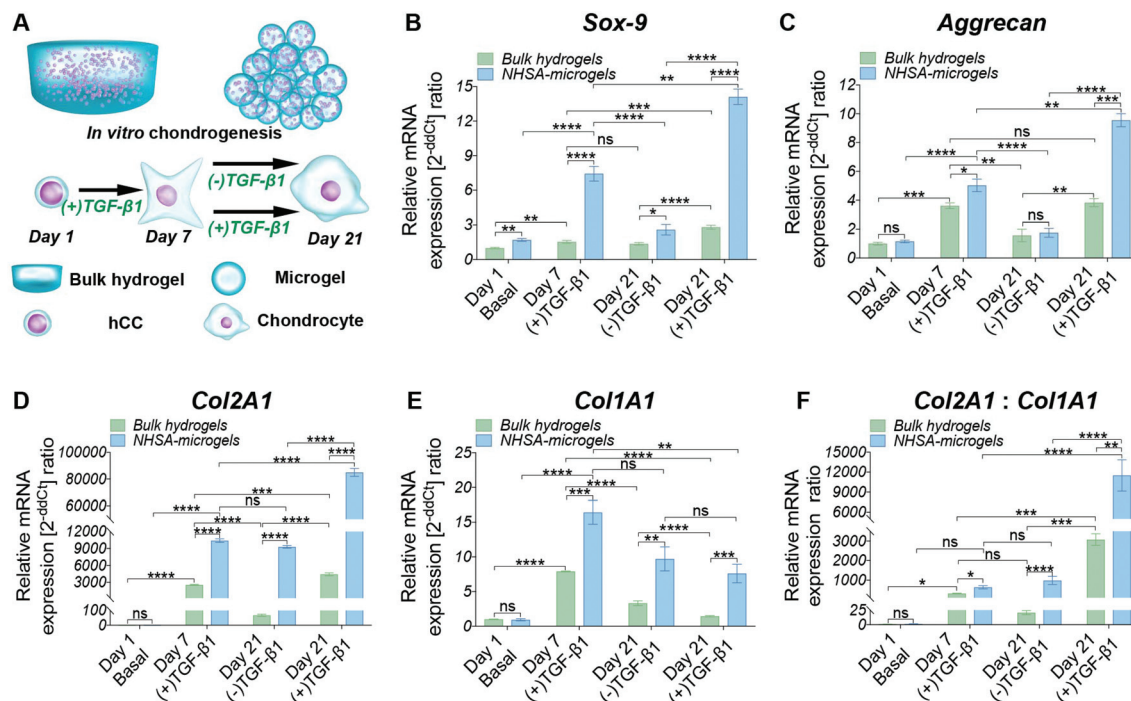 A
In vitro chondrogenesis
(+)TGF-β1
(-)TGF-β1
(+)TGF-β1
Day 1
Day 7
Day 21
Bulk hydrogel
Microgel
hCC
Chondrocyte
B
Sox-9
Bulk hydrogels
NHSA-microgels
Relative mRNA
expression [2⁻ᵈᵈᶜᵗ] ratio
15
12
9
6
3
0
****
**
****
***
****
****
ns
****
**
****
**
*
Day 1
Basal
Day 7
(+)TGF-β1
Day 21
(-)TGF-β1
Day 21
(+)TGF-β1
C
Aggrecan
Bulk hydrogels
NHSA-microgels
Relative mRNA
expression [2⁻ᵈᵈᶜᵗ] ratio
12
10
8
6
4
2
0
****
**
***
ns
****
****
**
*
***
**
ns
ns
Day 1
Basal
Day 7
(+)TGF-β1
Day 21
(-)TGF-β1
Day 21
(+)TGF-β1
D
Col2A1
Bulk hydrogels
NHSA-microgels
Relative mRNA
expression [2⁻ᵈᵈᶜᵗ] ratio
100000
80000
60000
40000
12000
9000
6000
3000
100
0
****
****
****
***
ns
****
****
****
****
****
****
ns
Day 1
Basal
Day 7
(+)TGF-β1
Day 21
(-)TGF-β1
Day 21
(+)TGF-β1
E
Col1A1
Bulk hydrogels
NHSA-microgels
Relative mRNA
expression [2⁻ᵈᵈᶜᵗ] ratio
25
20
15
10
5
0
**
****
ns
****
****
***
ns
****
**
***
****
ns
Day 1
Basal
Day 7
(+)TGF-β1
Day 21
(-)TGF-β1
Day 21
(+)TGF-β1
F
Col2A1 : Col1A1
Bulk hydrogels
NHSA-microgels
Relative mRNA
expression ratio
15000
12000
9000
6000
3000
2000
1000
25
0
****
**
****
***
***
ns
ns
ns
*
****
*
Day 1
Basal
Day 7
(+)TGF-β1
Day 21
(-)TGF-β1
Day 21
(+)TGF-β1